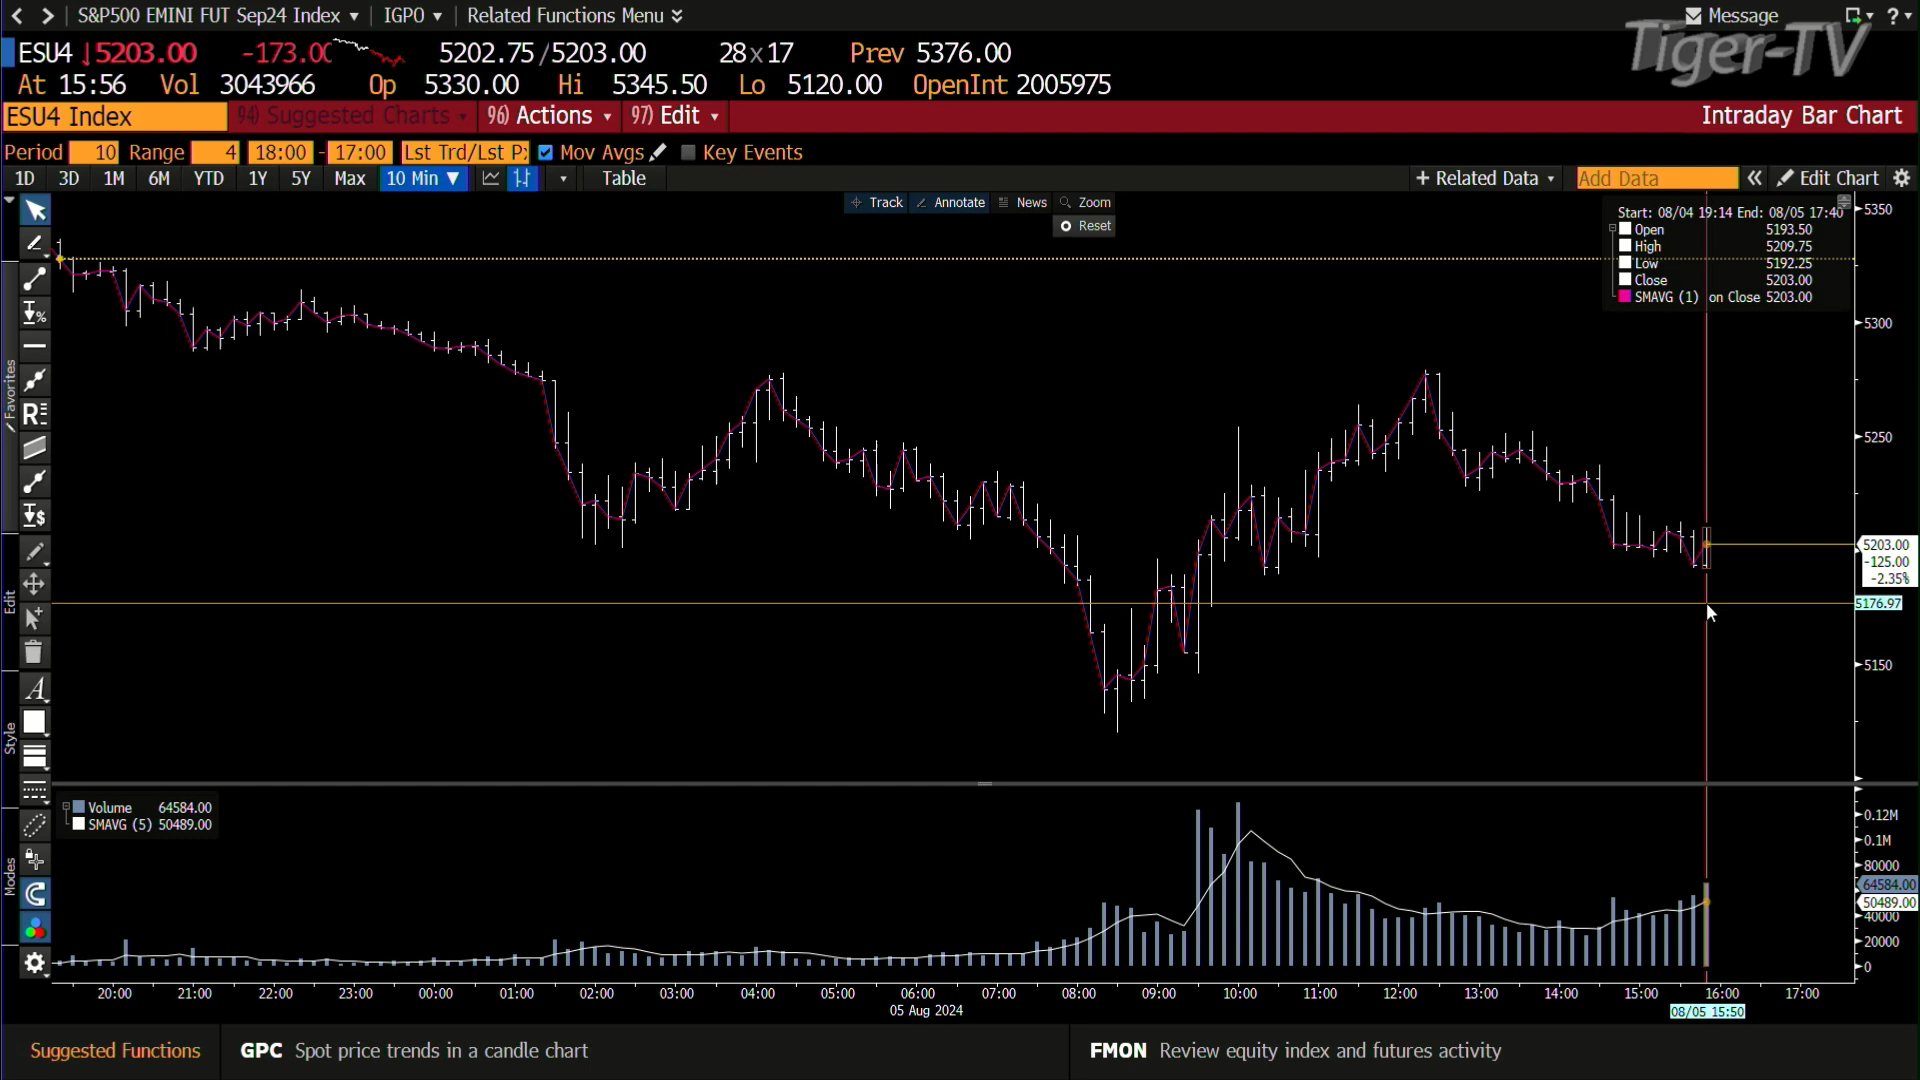 S&P500 EMINI FUT Sep24 Index IGPO Related Functions Menu Message ?
Tiger-TV
ESU4 5203.00 -173.00 5202.75/5203.00 28x17 Prev 5376.00
At 15:56 Vol 3043966 Op 5330.00 Hi 5345.50 Lo 5120.00 OpenInt 2005975
ESU4 Index 94) Suggested Charts 96) Actions 97) Edit Intraday Bar Chart
Period 10 Range 4 18:00 - 17:00 Lst Trd/Lst Mov Avgs Key Events
1D 3D 1M 6M YTD 1Y 5Y Max 10 Min Table + Related Data Add Data Edit Chart
Track Annotate News Zoom
Reset
Start: 08/04 19:14 End: 08/05 17:40
Open 5193.50
High 5209.75
Low 5192.25
Close 5203.00
SMAVG (1) on Close 5203.00
5350
5300
5250
5203.00
-125.00
-2.35%
5176.97
5150
Favorites
Edit
Style
Modes
Volume 64584.00
SMAVG (5) 50489.00
0.12M
0.1M
80000
64584.00
50489.00
40000
20000
0
20:00 21:00 22:00 23:00 00:00 01:00 02:00 03:00 04:00 05:00 06:00 07:00 08:00 09:00 10:00 11:00 12:00 13:00 14:00 15:00 16:00 17:00
05 Aug 2024
08/05 15:50
Suggested Functions GPC Spot price trends in a candle chart FMON Review equity index and futures activity